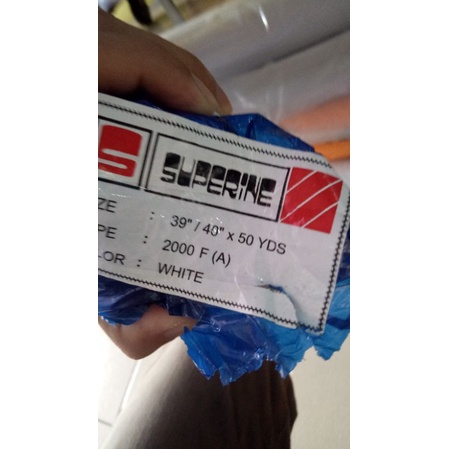 S
SUPERINE
ZE : 39" / 40" x 50 YDS
PE : 2000 F (A)
LOR : WHITE